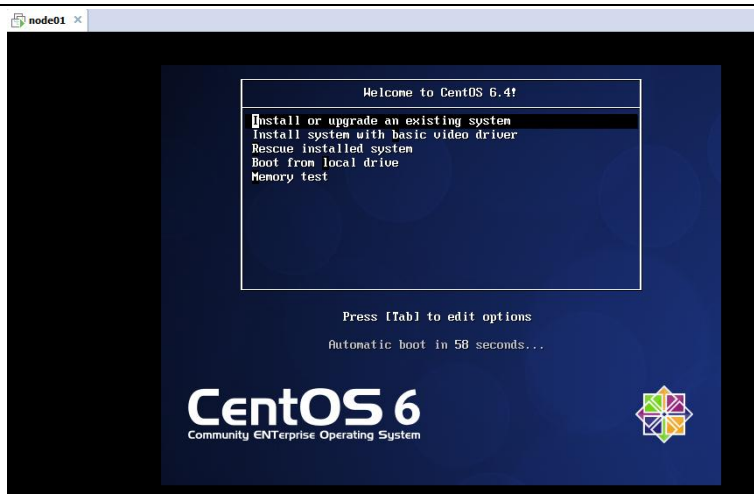 node01 ×
Welcome to CentOS 6.4!
Install or upgrade an existing system
Install system with basic video driver
Rescue installed system
Boot from local drive
Memory test
Press [Tab] to edit options
Automatic boot in 58 seconds...
CentOS 6
Community ENTerprise Operating System